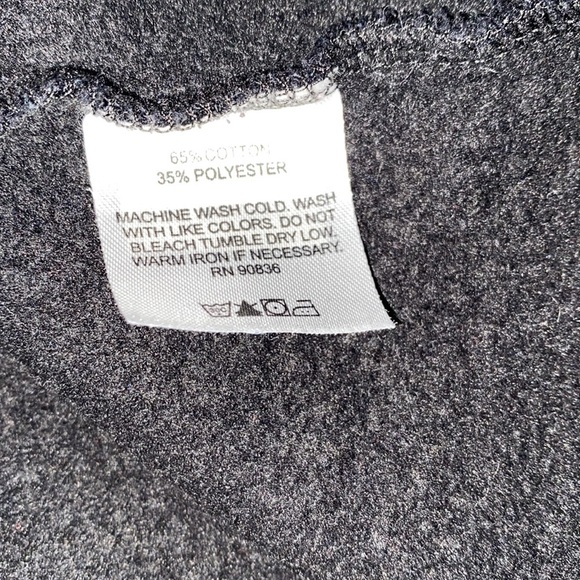 65% COTTON
35% POLYESTER
MACHINE WASH COLD. WASH
WITH LIKE COLORS. DO NOT
BLEACH TUMBLE DRY LOW.
WARM IRON IF NECESSARY.
RN 90836